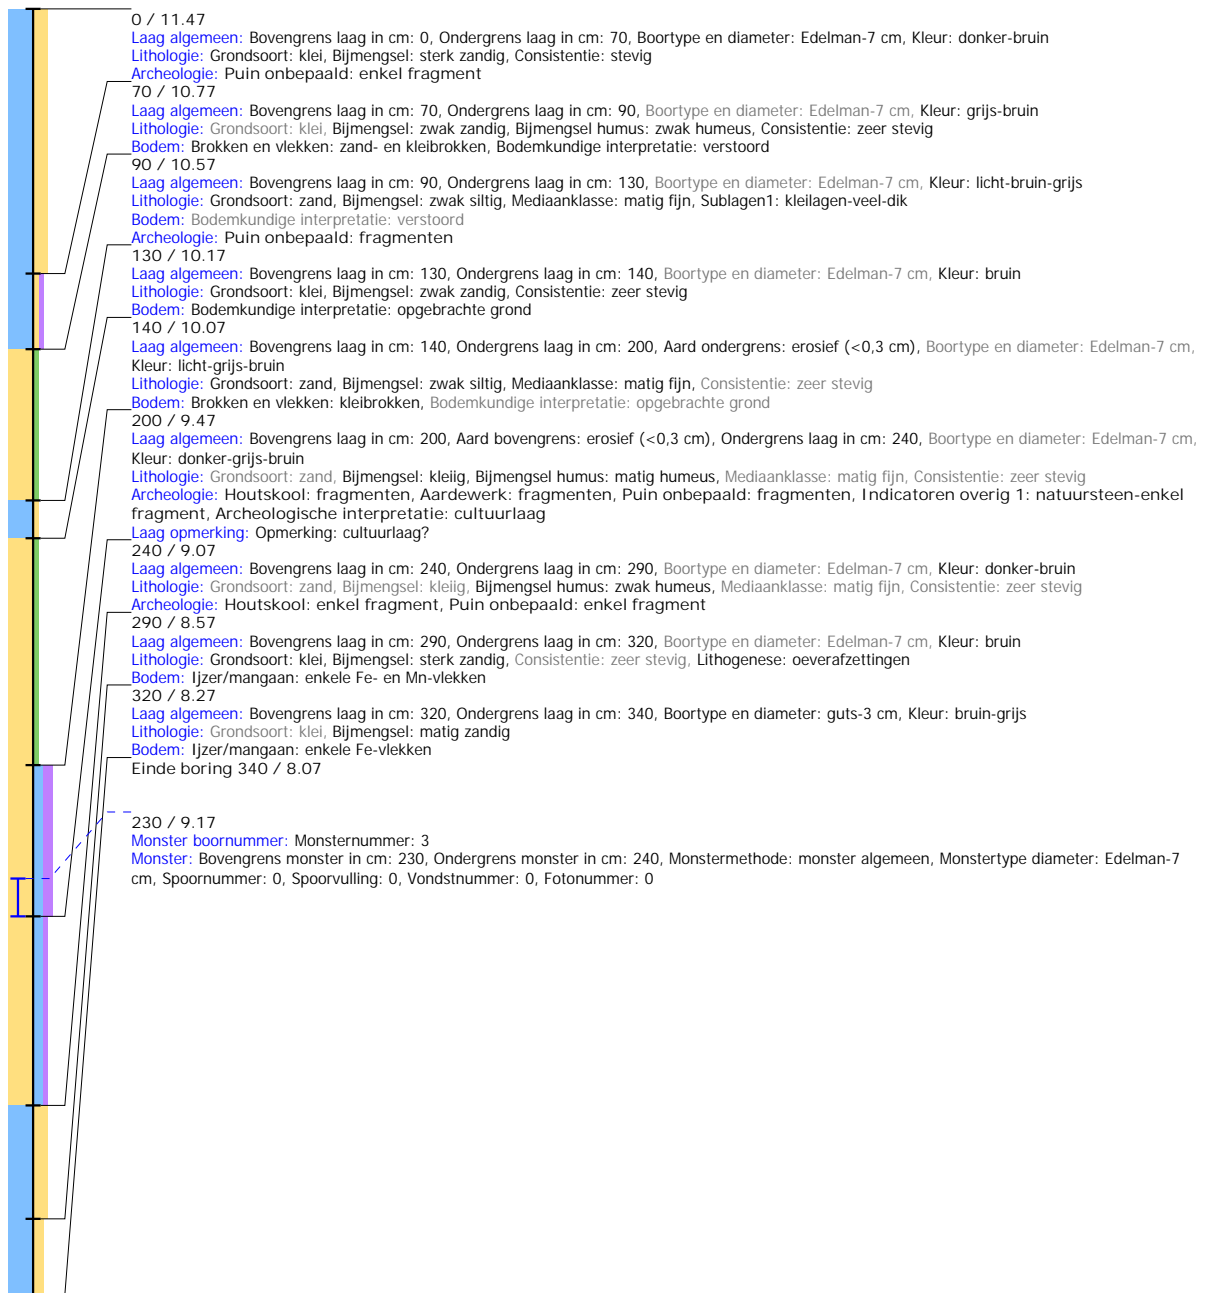 0 / 11.47
Laag algemeen: Bovengrens laag in cm: 0, Ondergrens laag in cm: 70, Boortype en diameter: Edelman-7 cm, Kleur: donker-bruin
Lithologie: Grondsoort: klei, Bijmengsel: sterk zandig, Consistentie: stevig
Archeologie: Puin onbepaald: enkel fragment
70 / 10.77
Laag algemeen: Bovengrens laag in cm: 70, Ondergrens laag in cm: 90, Boortype en diameter: Edelman-7 cm, Kleur: grijs-bruin
Lithologie: Grondsoort: klei, Bijmengsel: zwak zandig, Bijmengsel humus: zwak humeus, Consistentie: zeer stevig
Bodem: Brokken en vlekken: zand- en kleibrokken, Bodemkundige interpretatie: verstoord
90 / 10.57
Laag algemeen: Bovengrens laag in cm: 90, Ondergrens laag in cm: 130, Boortype en diameter: Edelman-7 cm, Kleur: licht-bruin-grijs
Lithologie: Grondsoort: zand, Bijmengsel: zwak siltig, Mediaanklasse: matig fijn, Sublagen1: kleilagen-veel-dik
Bodem: Bodemkundige interpretatie: verstoord
Archeologie: Puin onbepaald: fragmenten
130 / 10.17
Laag algemeen: Bovengrens laag in cm: 130, Ondergrens laag in cm: 140, Boortype en diameter: Edelman-7 cm, Kleur: bruin
Lithologie: Grondsoort: klei, Bijmengsel: zwak zandig, Consistentie: zeer stevig
Bodem: Bodemkundige interpretatie: opgebrachte grond
140 / 10.07
Laag algemeen: Bovengrens laag in cm: 140, Ondergrens laag in cm: 200, Aard ondergrens: erosief (<0,3 cm), Boortype en diameter: Edelman-7 cm,
Kleur: licht-grijs-bruin
Lithologie: Grondsoort: zand, Bijmengsel: zwak siltig, Mediaanklasse: matig fijn, Consistentie: zeer stevig
Bodem: Brokken en vlekken: kleibrokken, Bodemkundige interpretatie: opgebrachte grond
200 / 9.47
Laag algemeen: Bovengrens laag in cm: 200, Aard bovengrens: erosief (<0,3 cm), Ondergrens laag in cm: 240, Boortype en diameter: Edelman-7 cm,
Kleur: donker-grijs-bruin
Lithologie: Grondsoort: zand, Bijmengsel: kleiig, Bijmengsel humus: matig humeus, Mediaanklasse: matig fijn, Consistentie: zeer stevig
Archeologie: Houtskool: fragmenten, Aardewerk: fragmenten, Puin onbepaald: fragmenten, Indicatoren overig 1: natuursteen-enkel
fragment, Archeologische interpretatie: cultuurlaag
Laag opmerking: Opmerking: cultuurlaag?
240 / 9.07
Laag algemeen: Bovengrens laag in cm: 240, Ondergrens laag in cm: 290, Boortype en diameter: Edelman-7 cm, Kleur: donker-bruin
Lithologie: Grondsoort: zand, Bijmengsel: kleiig, Bijmengsel humus: zwak humeus, Mediaanklasse: matig fijn, Consistentie: zeer stevig
Archeologie: Houtskool: enkel fragment, Puin onbepaald: enkel fragment
290 / 8.57
Laag algemeen: Bovengrens laag in cm: 290, Ondergrens laag in cm: 320, Boortype en diameter: Edelman-7 cm, Kleur: bruin
Lithologie: Grondsoort: klei, Bijmengsel: sterk zandig, Consistentie: zeer stevig, Lithogenese: oeverafzettingen
Bodem: Ijzer/mangaan: enkele Fe- en Mn-vlekken
320 / 8.27
Laag algemeen: Bovengrens laag in cm: 320, Ondergrens laag in cm: 340, Boortype en diameter: guts-3 cm, Kleur: bruin-grijs
Lithologie: Grondsoort: klei, Bijmengsel: matig zandig
Bodem: Ijzer/mangaan: enkele Fe-vlekken
Einde boring 340 / 8.07
230 / 9.17
Monster boornummer: Monsternummer: 3
Monster: Bovengrens monster in cm: 230, Ondergrens monster in cm: 240, Monstermethode: monster algemeen, Monstertype diameter: Edelman-7
cm, Spoornummer: 0, Spoorvulling: 0, Vondstnummer: 0, Fotonummer: 0